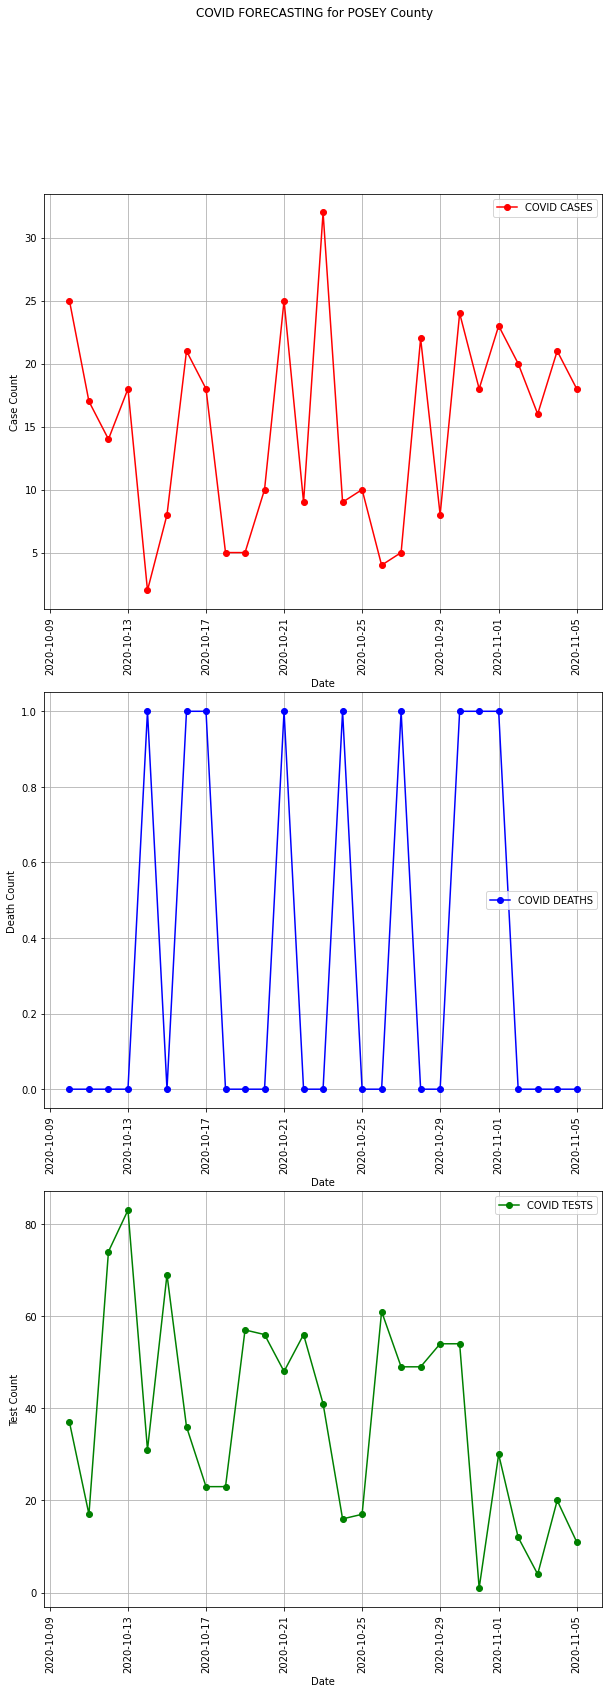 COVID FORECASTING for POSEY County
COVID CASES
30
25
20
15
10
5
Case Count
2020-10-09 2020-10-13 2020-10-17 2020-10-21 2020-10-25 2020-10-29 2020-11-01 2020-11-05
Date
1.0
0.8
0.6
0.4
0.2
0.0
Death Count
COVID DEATHS
2020-10-09 2020-10-13 2020-10-17 2020-10-21 2020-10-25 2020-10-29 2020-11-01 2020-11-05
Date
COVID TESTS
80
60
40
20
0
Test Count
2020-10-09 2020-10-13 2020-10-17 2020-10-21 2020-10-25 2020-10-29 2020-11-01 2020-11-05
Date